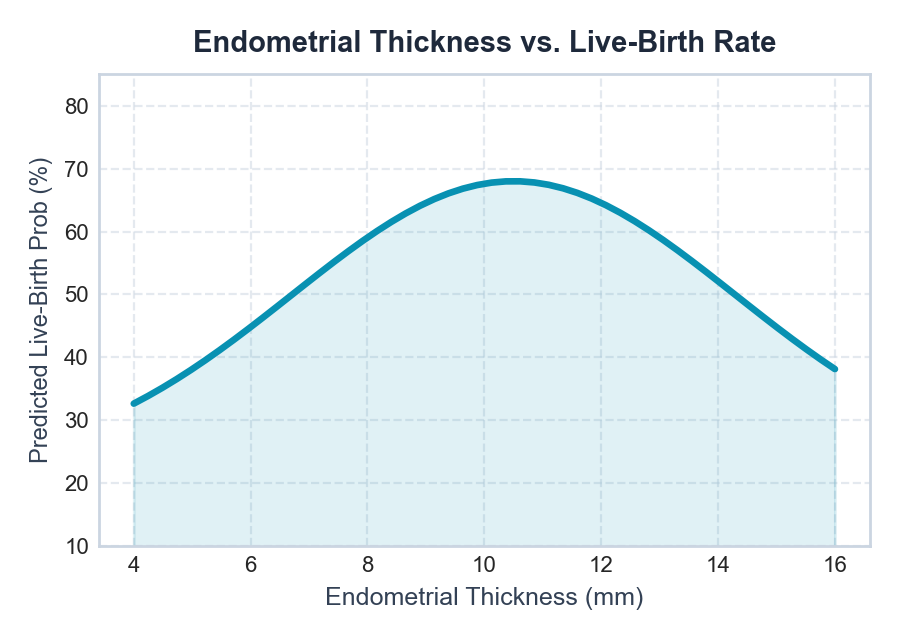 Endometrial Thickness vs. Live-Birth Rate
Predicted Live-Birth Prob (%)
80
70
60
50
40
30
20
10
4 6 8 10 12 14 16
Endometrial Thickness (mm)